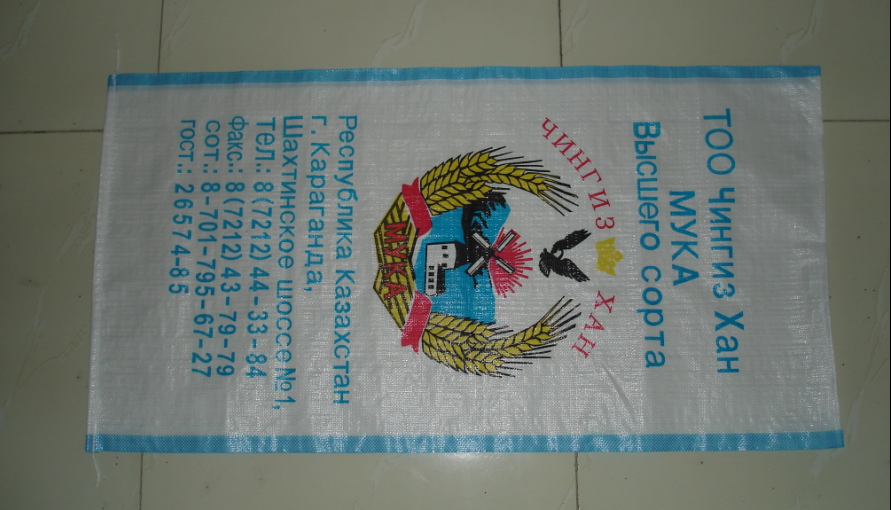 ТОО Чингиз Хан
МУКА
Высшего сорта
ЧИНГИЗ ХАН
МУКА
Республика Казахстан
г. Караганда,
Шахтинское шоссе №1,
тел.: 8(7212)44-33-84
факс.: 8(7212)43-79-79
сот.: 8-701-795-67-27
гост.: 26574-85